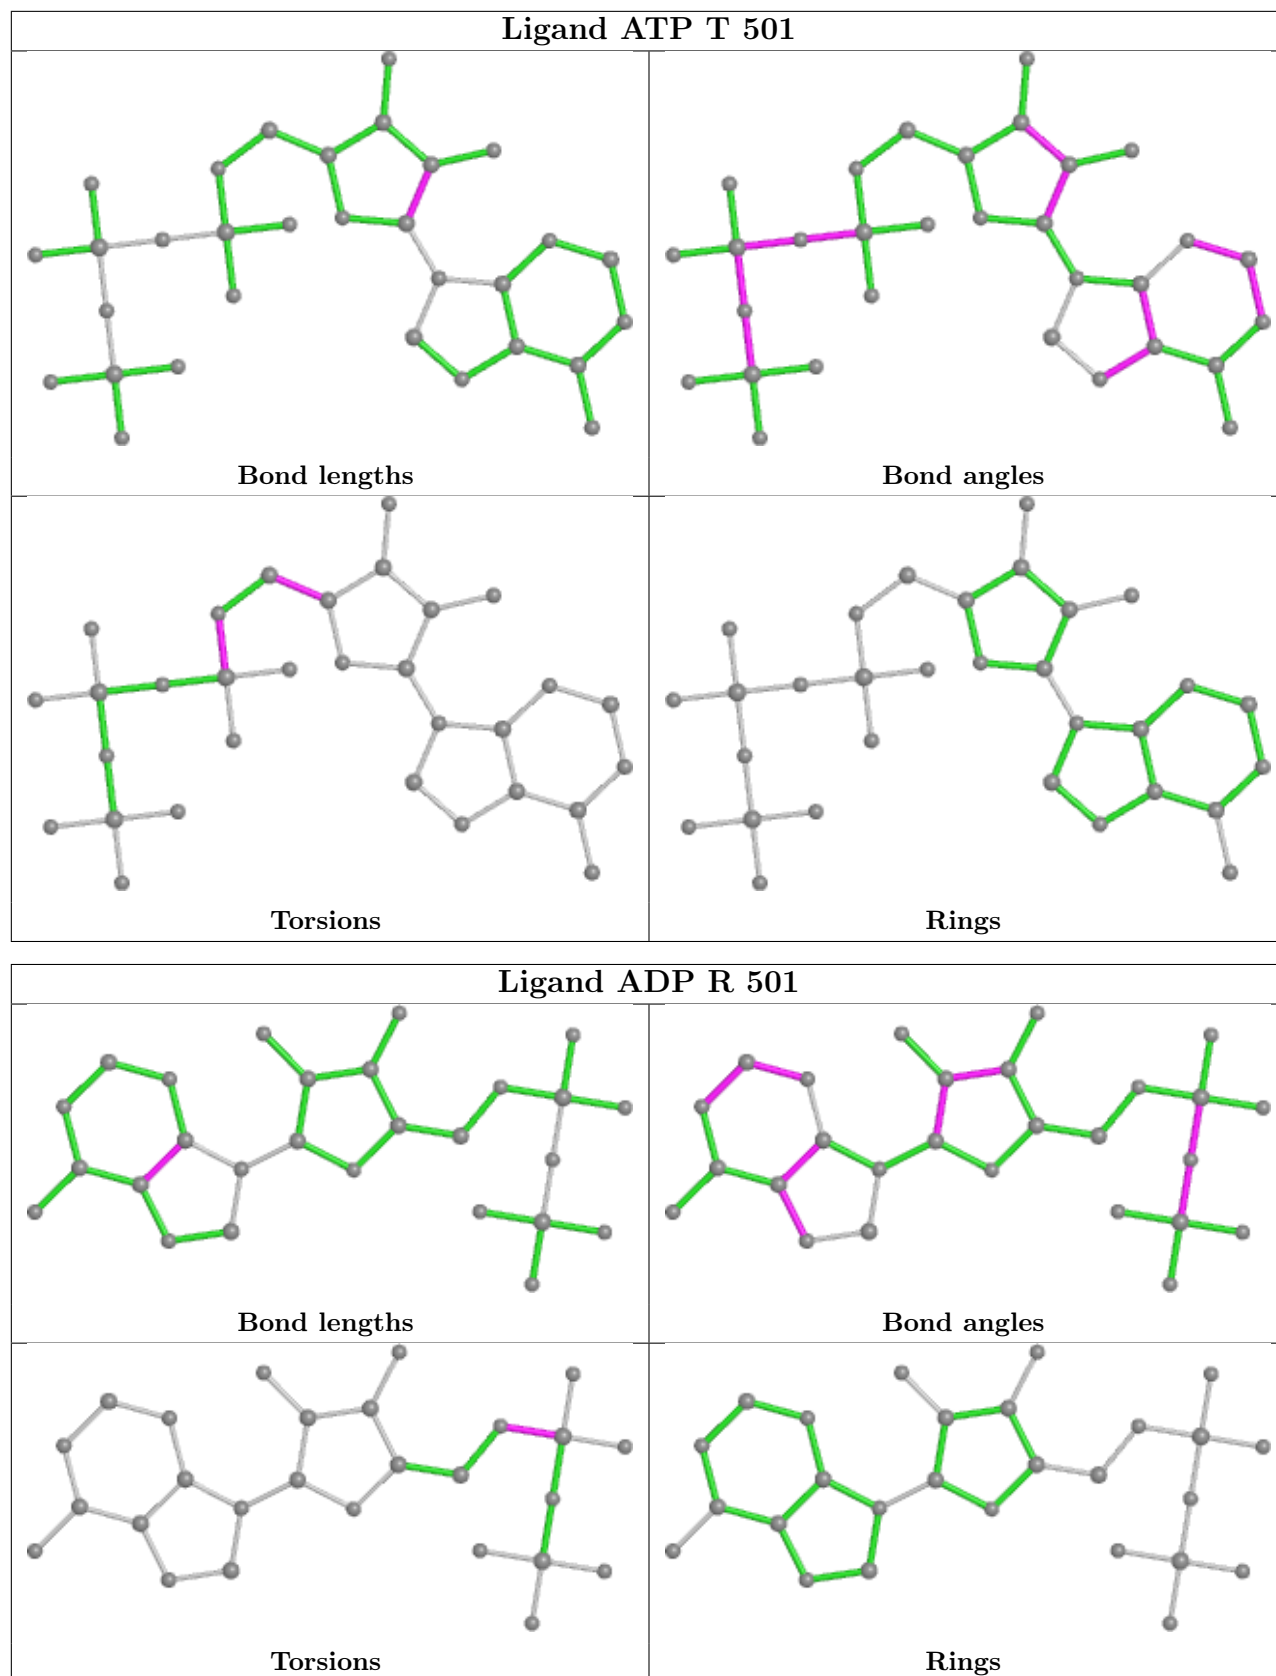 Ligand ATP T 501
Bond lengths
Bond angles
Torsions
Rings
Ligand ADP R 501
Bond lengths
Bond angles
Torsions
Rings